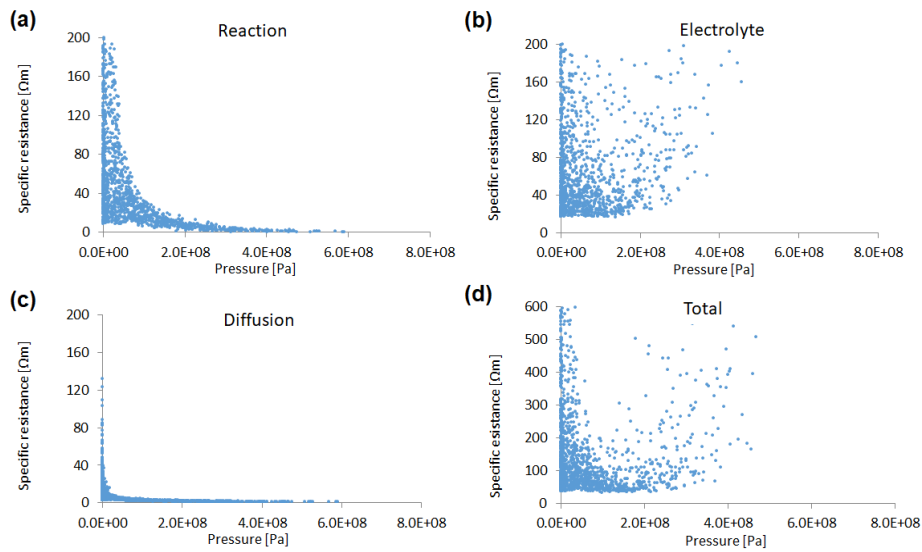 (a)
Reaction
Specific resistance [Ωm]
200
160
120
80
40
0
0.0E+00
2.0E+08
4.0E+08
6.0E+08
8.0E+08
Pressure [Pa]
(b)
Electrolyte
Specific resistance [Ωm]
200
160
120
80
40
0
0.0E+00
2.0E+08
4.0E+08
6.0E+08
8.0E+08
Pressure [Pa]
(c)
Diffusion
Specific resistance [Ωm]
200
160
120
80
40
0
0.0E+00
2.0E+08
4.0E+08
6.0E+08
8.0E+08
Pressure [Pa]
(d)
Total
Specific resistance [Ωm]
600
500
400
300
200
100
0
0.0E+00
2.0E+08
4.0E+08
6.0E+08
8.0E+08
Pressure [Pa]